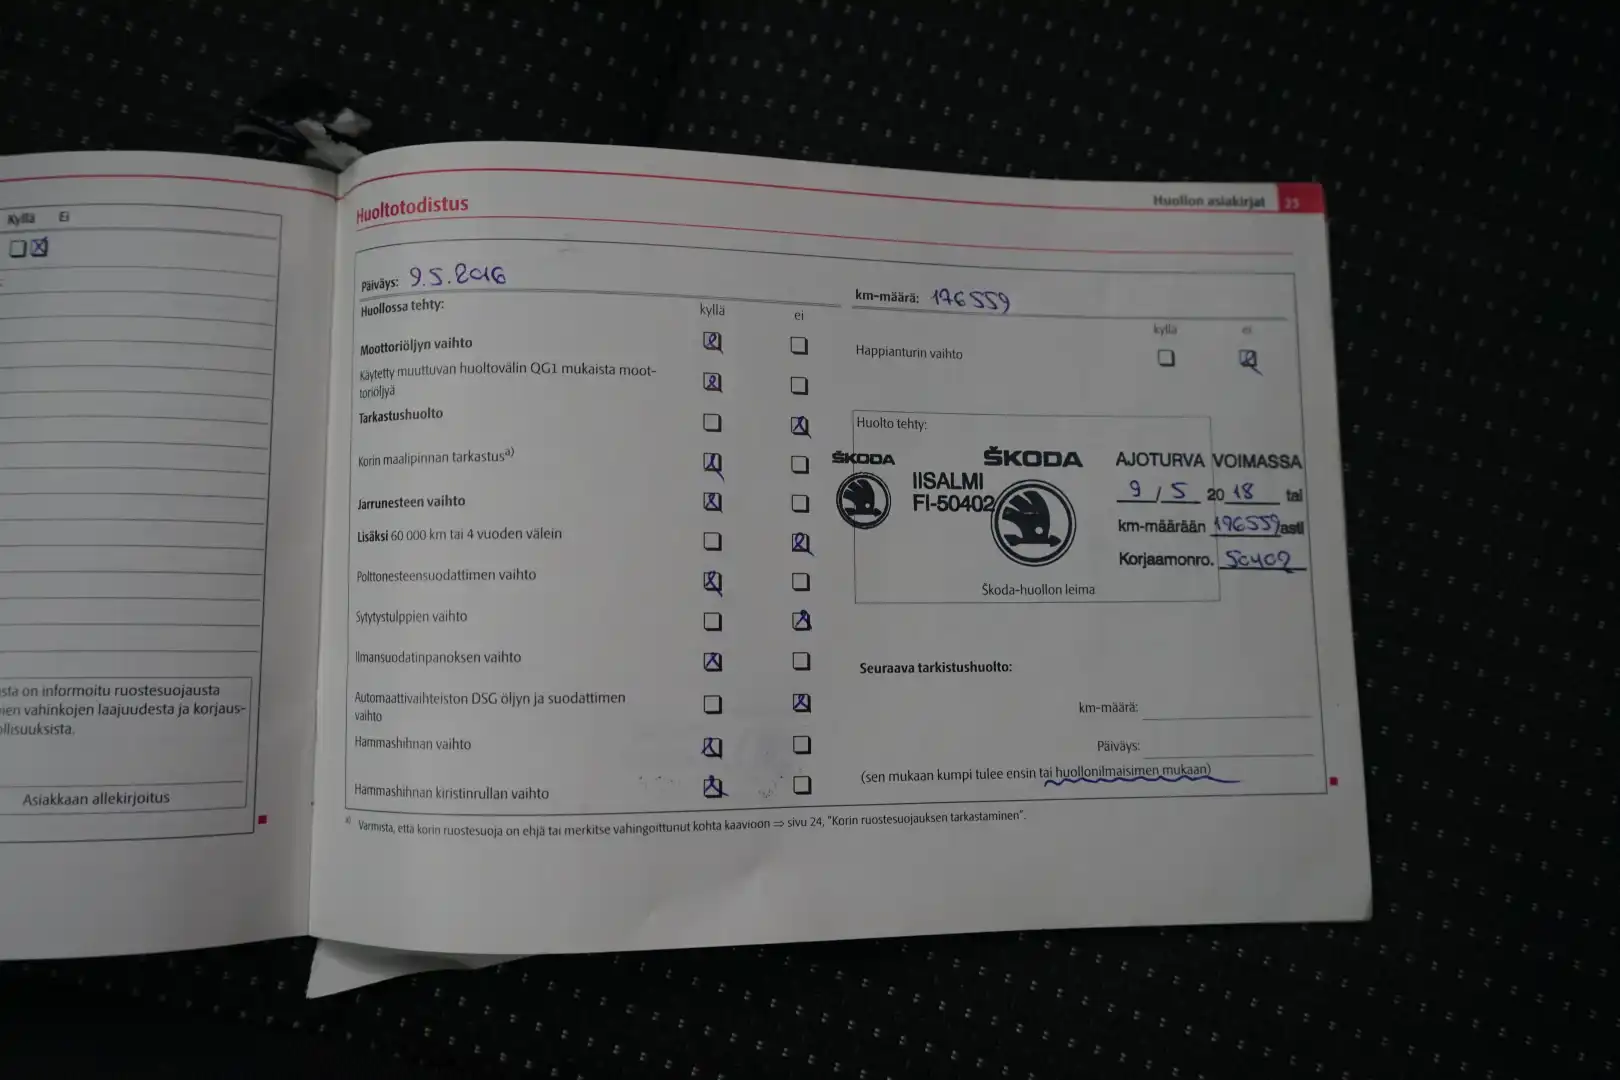 Kyllä Ei
sta on informoitu ruostesuojausta
ien vahinkojen laajuudesta ja korjaus-
ollisuuksista.
Asiakkaan allekirjoitus
Huoltotodistus
Huollon asiakirjat 25
Päiväys: 9.5.2016
km-määrä: 176559
Huollossa tehty:
kyllä ei
Moottoriöljyn vaihto
Käytetty muuttuvan huoltovälin QG1 mukaista moot-
toriöljyä
Tarkastushuolto
Korin maalipinnan tarkastus a)
Jarrunesteen vaihto
Lisäksi 60 000 km tai 4 vuoden välein
Polttonesteensuodattimen vaihto
Sytytystulppien vaihto
Ilmansuodatinpanoksen vaihto
Automaattivaihteiston DSG öljyn ja suodattimen
vaihto
Hammashihnan vaihto
Hammashihnan kiristinrullan vaihto
kyllä ei
Happianturin vaihto
Huolto tehty:
ŠKODA
IISALMI
FI-50402
ŠKODA
AJOTURVA VOIMASSA
9 / 5 20 18 tai
km-määrään 196559 asti
Korjaamonro. 50402
Škoda-huollon leima
Seuraava tarkistushuolto:
km-määrä:
Päiväys:
(sen mukaan kumpi tulee ensin tai huollonilmaisimen mukaan)
a) Varmista, että korin ruostesuoja on ehjä tai merkitse vahingoittunut kohta kaavioon ⇒ sivu 24, "Korin ruostesuojauksen tarkastaminen".